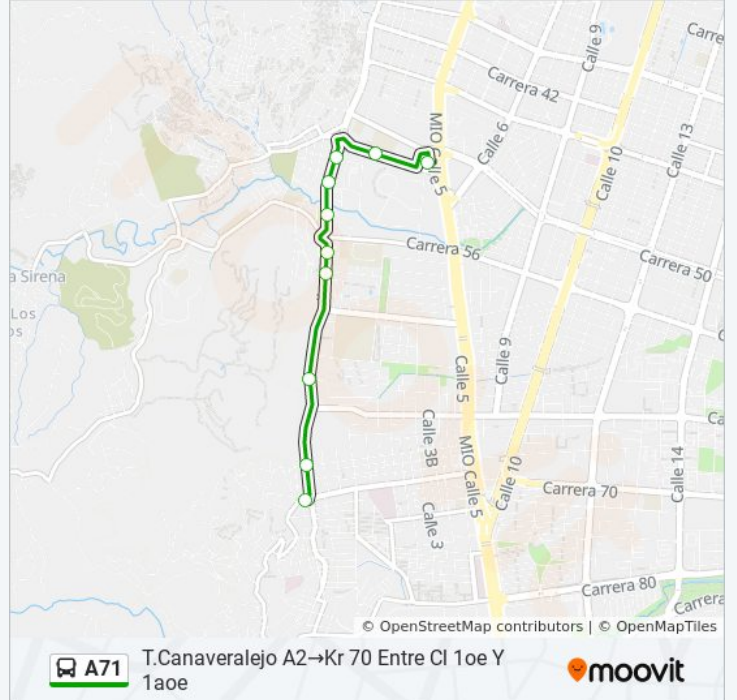 Calle 9
Carre
Carrera 42
MIO Calle 5
Calle 6
Calle 13
Calle 10
Carrera 56
Carrera 50
a Sirena
Los
os
Calle 9
Calle 5
Ca
Calle 3B
MIO Calle 5
Calle 10
Calle 14
Carrera 70
Calle 3
Carrera 80
Carrera
© OpenStreetMap contributors | © OpenMapTiles
A71
T.Canaveralejo A2→Kr 70 Entre Cl 1oe Y
1aoe
moovit